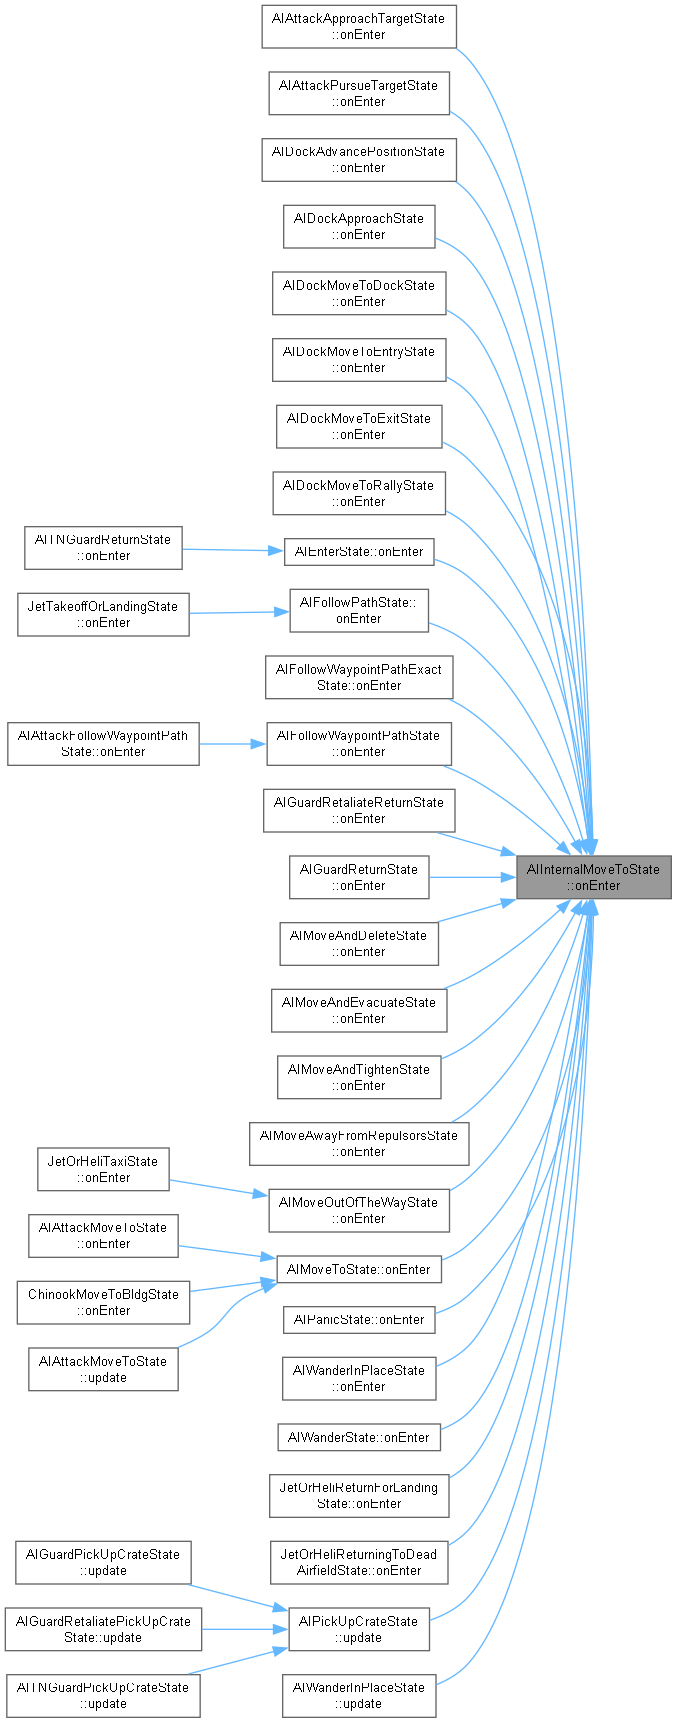 AIAttackApproachTargetState
::onEnter
AIAttackPursueTargetState
::onEnter
AIDockAdvancePositionState
::onEnter
AIDockApproachState
::onEnter
AIDockMoveToDockState
::onEnter
AIDockMoveToEntryState
::onEnter
AIDockMoveToExitState
::onEnter
AIDockMoveToRallyState
::onEnter
AITNGuardReturnState
::onEnter
AIEnterState::onEnter
JetTakeoffOrLandingState
::onEnter
AIFollowPathState::
onEnter
AIFollowWaypointPathExact
State::onEnter
AIAttackFollowWaypointPath
State::onEnter
AIFollowWaypointPathState
::onEnter
AIGuardRetaliateReturnState
::onEnter
AIInternalMoveToState
::onEnter
AIGuardReturnState
::onEnter
AIMoveAndDeleteState
::onEnter
AIMoveAndEvacuateState
::onEnter
AIMoveAndTightenState
::onEnter
AIMoveAwayFromRepulsorsState
::onEnter
JetOrHeliTaxiState
::onEnter
AIMoveOutOfTheWayState
::onEnter
AIAttackMoveToState
::onEnter
AIMoveToState::onEnter
ChinookMoveToBldgState
::onEnter
AIPanicState::onEnter
AIAttackMoveToState
::update
AIWanderInPlaceState
::onEnter
AIWanderState::onEnter
JetOrHeliReturnForLanding
State::onEnter
JetOrHeliReturningToDead
AirfieldState::onEnter
AIGuardPickUpCrateState
::update
AIGuardRetaliatePickUpCrate
State::update
AIPickUpCrateState
::update
AITNGuardPickUpCrateState
::update
AIWanderInPlaceState
::update